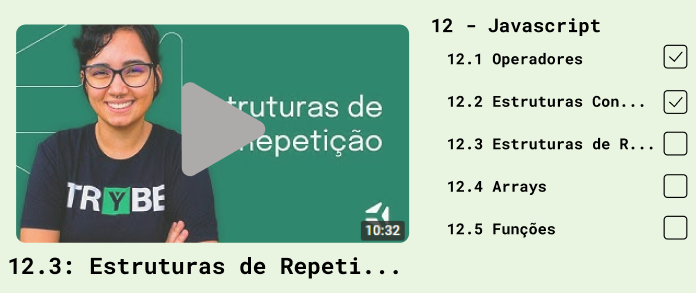 12 - Javascript
12.1 Operadores
12.2 Estruturas Con...
12.3 Estruturas de R...
12.4 Arrays
12.5 Funções
truturas de
epetição
TRYBE
10:32
12.3: Estruturas de Repeti...